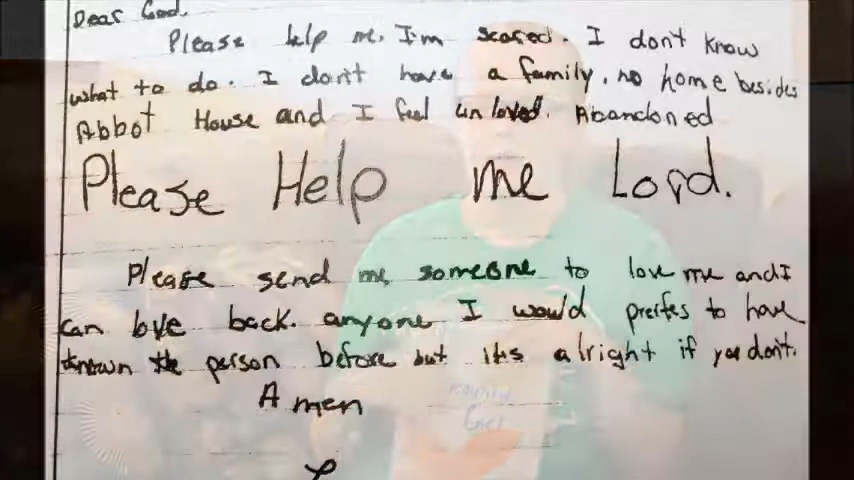 Dear God.
Please help me. I'm scared. I don't know
what to do. I don't have a family. no home besides
Abbot House and I feel unloved. Abandoned
Please Help me Lord.
Please send me someone to love me and I
can love back. anyone I would prerfes to have
known the person before but it's alright if you don't.
Amen